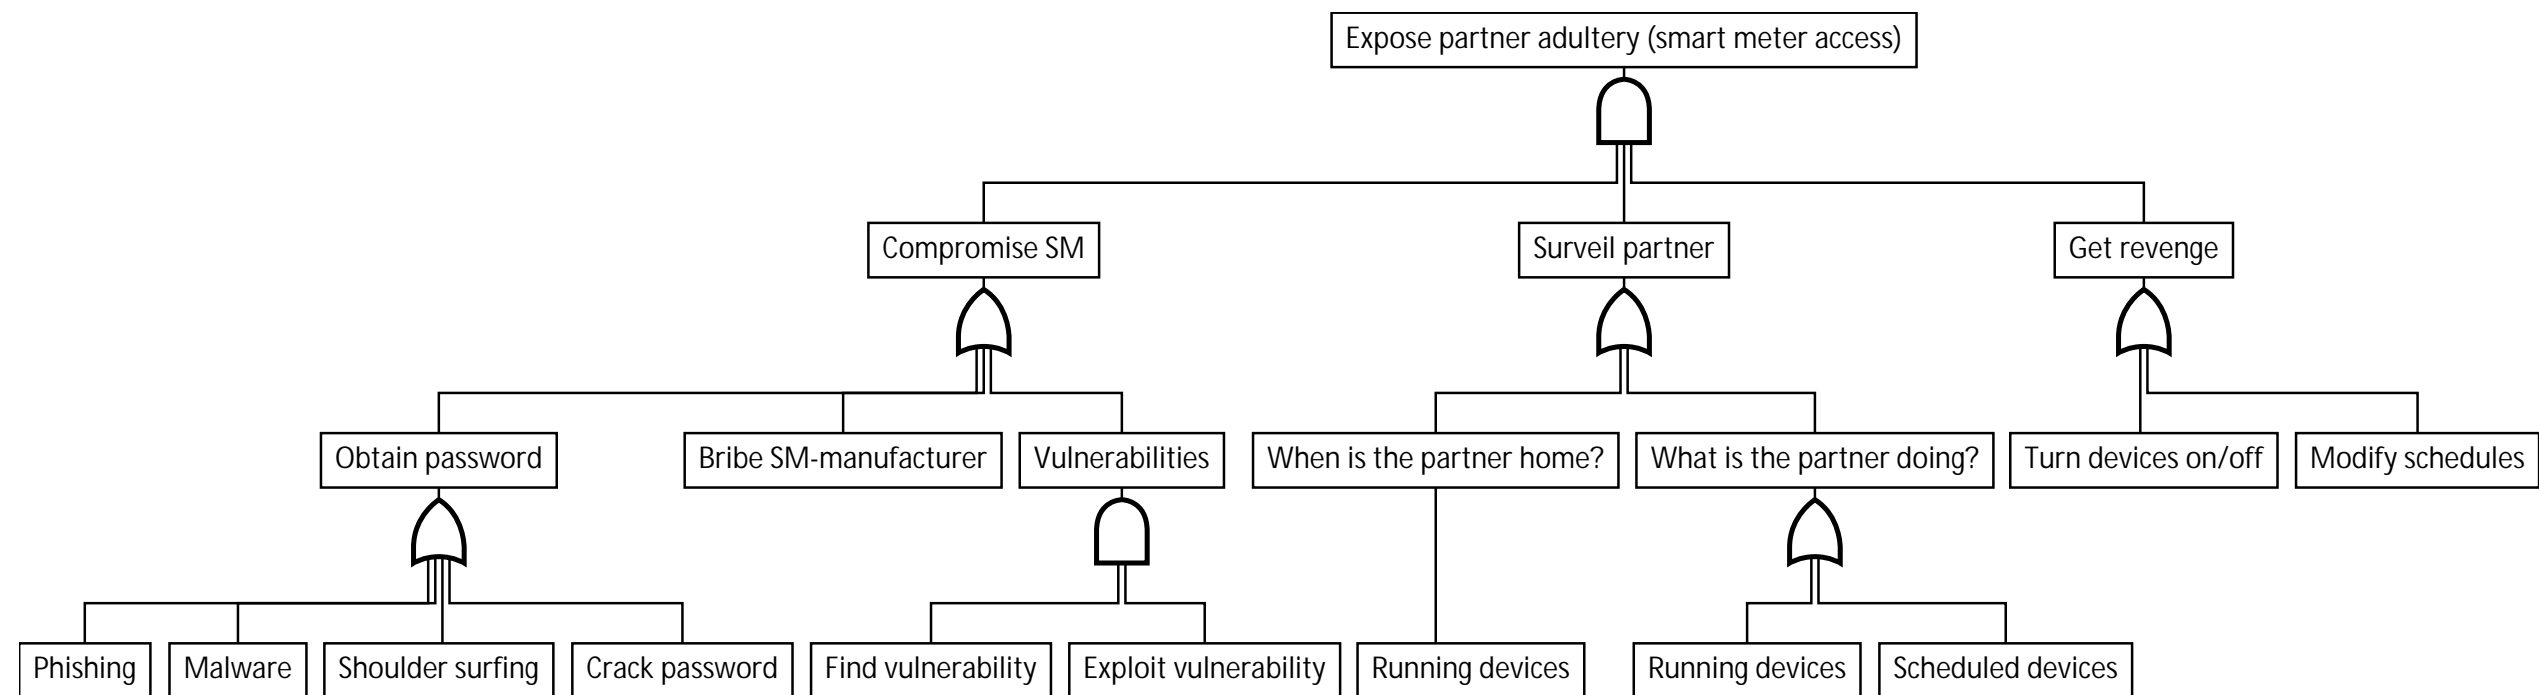 Expose partner adultery (smart meter access)
Compromise SM
Surveil partner
Get revenge
Obtain password
Bribe SM-manufacturer
Vulnerabilities
When is the partner home?
What is the partner doing?
Turn devices on/off
Modify schedules
Phishing
Malware
Shoulder surfing
Crack password
Find vulnerability
Exploit vulnerability
Running devices
Running devices
Scheduled devices